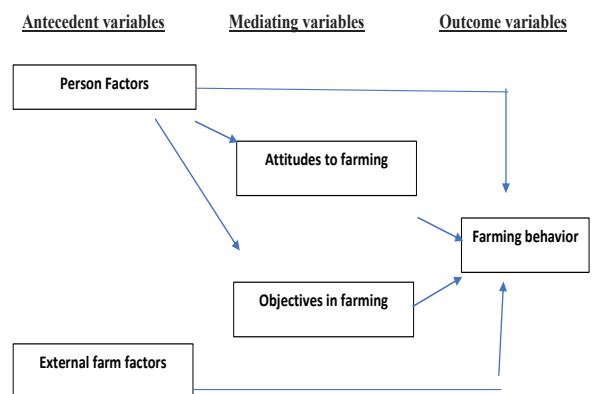 Antecedent variables Mediating variables Outcome variables
Person Factors
Attitudes to farming
Farming behavior
Objectives in farming
External farm factors